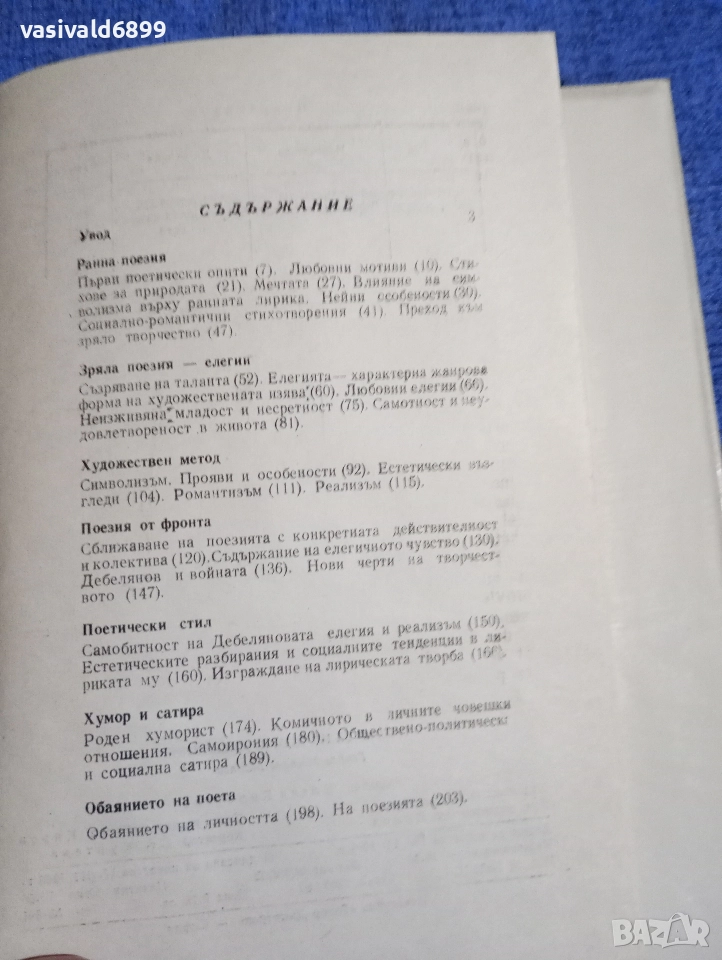 vasivald6899
СЪДЪРЖАНИЕ
Увод 3
Ранна поезия
Първи поетически опити (7). Любовни мотиви (10). Сти-
хове за природата (21). Мечтата (27). Влияние на сим-
волизма върху ранната лирика. Нейни особености (30).
Социално-романтични стихотворения (41). Преход към
зряло творчество (47).
Зряла поезия — елегии
Съзряване на таланта (52). Елегията — характерна жанрова
форма на художествената изява (60). Любовни елегии (66).
Неизживяна младост и несретност (75). Самотност и неу-
довлетвореност в живота (81).
Художествен метод
Символизъм. Прояви и особености (92). Естетически въз-
гледи (104). Романтизъм (111). Реализъм (115).
Поезия от фронта
Сближаване на поезията с конкретната действителност
и колектива (120). Съдържание на елегичното чувство (130).
Дебелянов и войната (136). Нови черти на творчест-
вото (147).
Поетически стил
Самобитност на Дебеляновата елегия и реализъм (150).
Естетическите разбирания и социалните тенденции в ли-
риката му (160). Изграждане на лирическата творба
Хумор и сатира
Роден хуморист (174). Комичното в личните човешки
отношения. Самоирония (180). Обществено-политическа
и социална сатира (189).
Обаянието на поета
Обаянието на личността (198). На поезията (203).
BAZAR